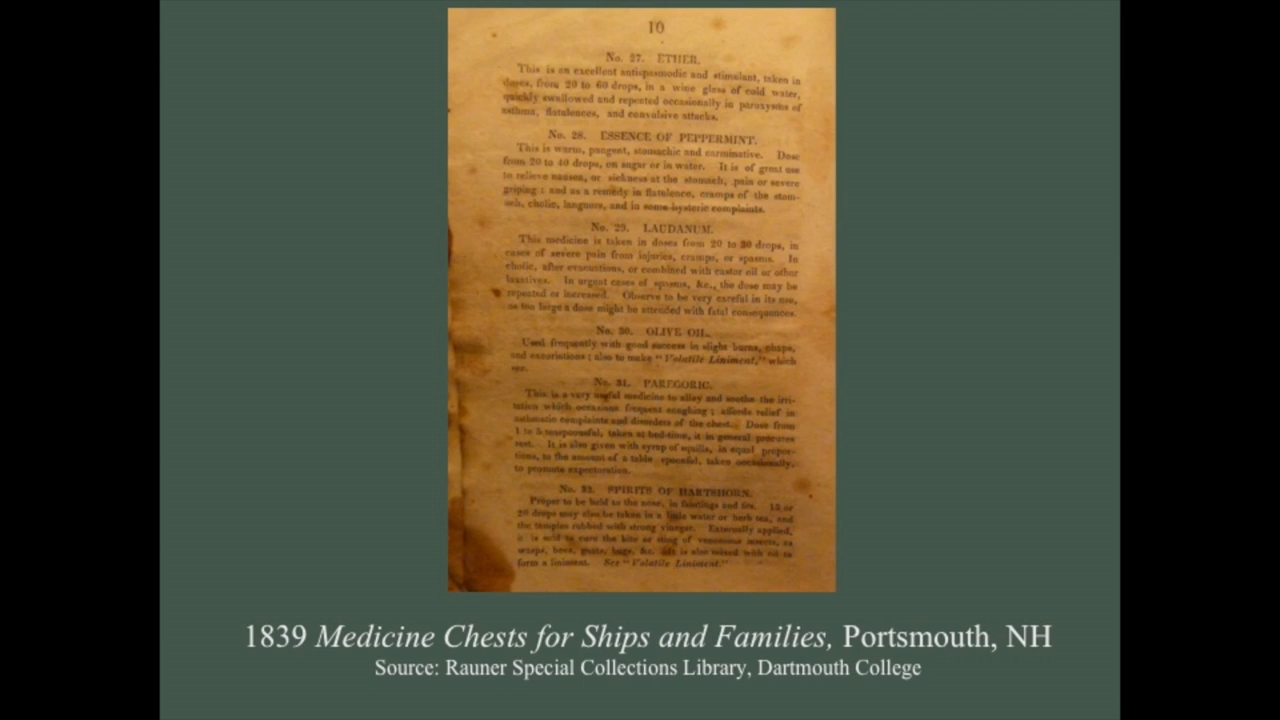 10
No. 27. ETHER.
This is an excellent antispasmodic and stimulant, taken in
doses, from 20 to 60 drops, in a wine glass of cold water,
quickly swallowed and repeated occasionally in paroxysms of
asthma, flatulences, and convulsive attacks.
No. 28. ESSENCE OF PEPPERMINT.
This is warm, pungent, stomachic and carminative. Dose
from 20 to 40 drops, on sugar or in water. It is of great use
to relieve nausea, or sickness at the stomach, pain or severe
griping; and as a remedy in flatulence, cramps of the stom-
ach, cholic, languors, and in some hysteric complaints.
No. 29. LAUDANUM.
This medicine is taken in doses from 20 to 30 drops, in
cases of severe pain from injuries, cramps, or spasms. In
cholic, after evacuations, or combined with castor oil or other
laxatives. In urgent cases of spasms, &c., the dose may be
repeated or increased. Observe to be very careful in its use,
as too large a dose might be attended with fatal consequences.
No. 30. OLIVE OIL.
Used frequently with good success in slight burns, chaps,
and excoriations; also to make "Volatile Liniment," which
see.
No. 31. PAREGORIC.
This is a very useful medicine to allay and soothe the irri-
tation which occasions frequent coughing; affords relief in
asthmatic complaints and disorders of the chest. Dose from
1 to 3 teaspoonsful, taken at bed-time, it in general procures
rest. It is also given with syrup of squills, in equal propor-
tions, to the amount of a table spoonful, taken occasionally,
to promote expectoration.
No. 32. SPIRITS OF HARTSHORN.
Proper to be held to the nose, in faintings and fits. 15 or
20 drops may also be taken in a little water or herb tea, and
the temples rubbed with strong vinegar. Externally applied,
it is said to cure the bite or sting of venomous insects, as
wasps, bees, gnats, bugs, &c. is also mixed with oil to
form a liniment. See "Volatile Liniment."
1839 Medicine Chests for Ships and Families, Portsmouth, NH
Source: Rauner Special Collections Library, Dartmouth College